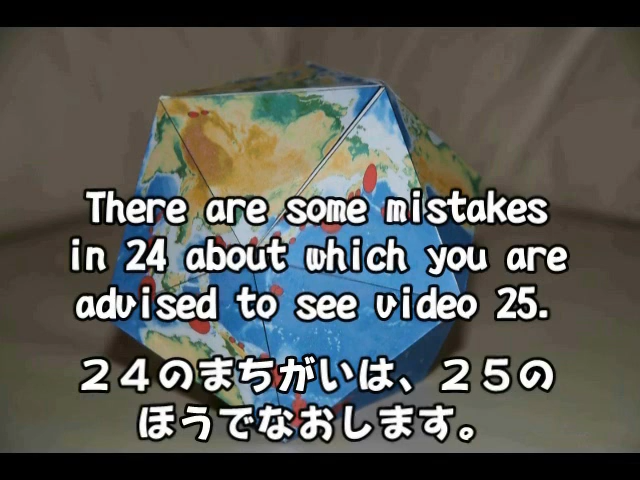 There are some mistakes
in 24 about which you are
advised to see video 25.
２４のまちがいは、２５の
ほうでなおします。